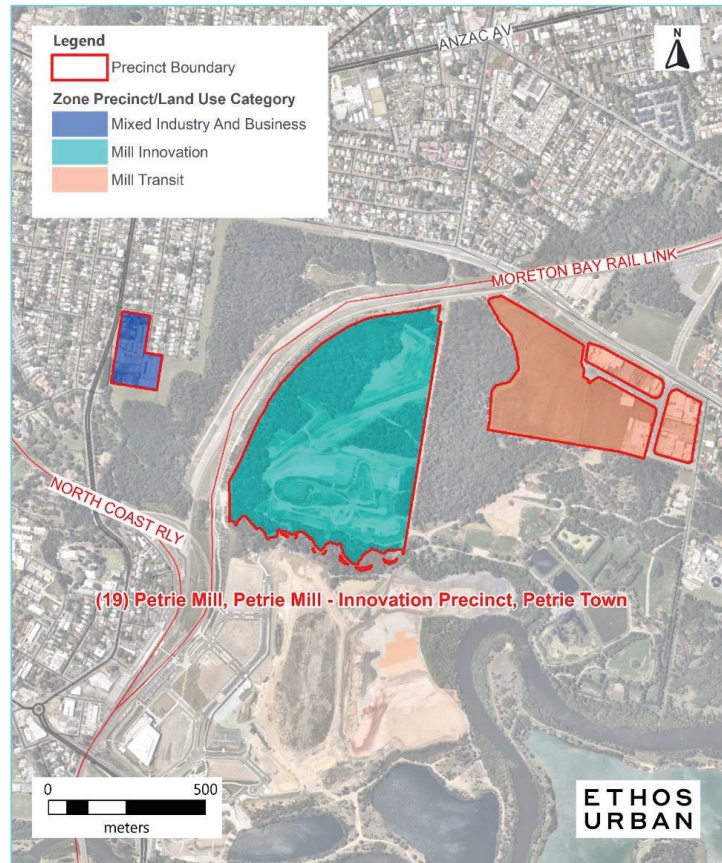 Legend
Precinct Boundary
Zone Precinct/Land Use Category
Mixed Industry And Business
Mill Innovation
Mill Transit
ANZAC AV
N
MORETON BAY RAIL LINK
NORTH COAST RLY
(19) Petrie Mill, Petrie Mill - Innovation Precinct, Petrie Town
0 500
meters
ETHOS
URBAN